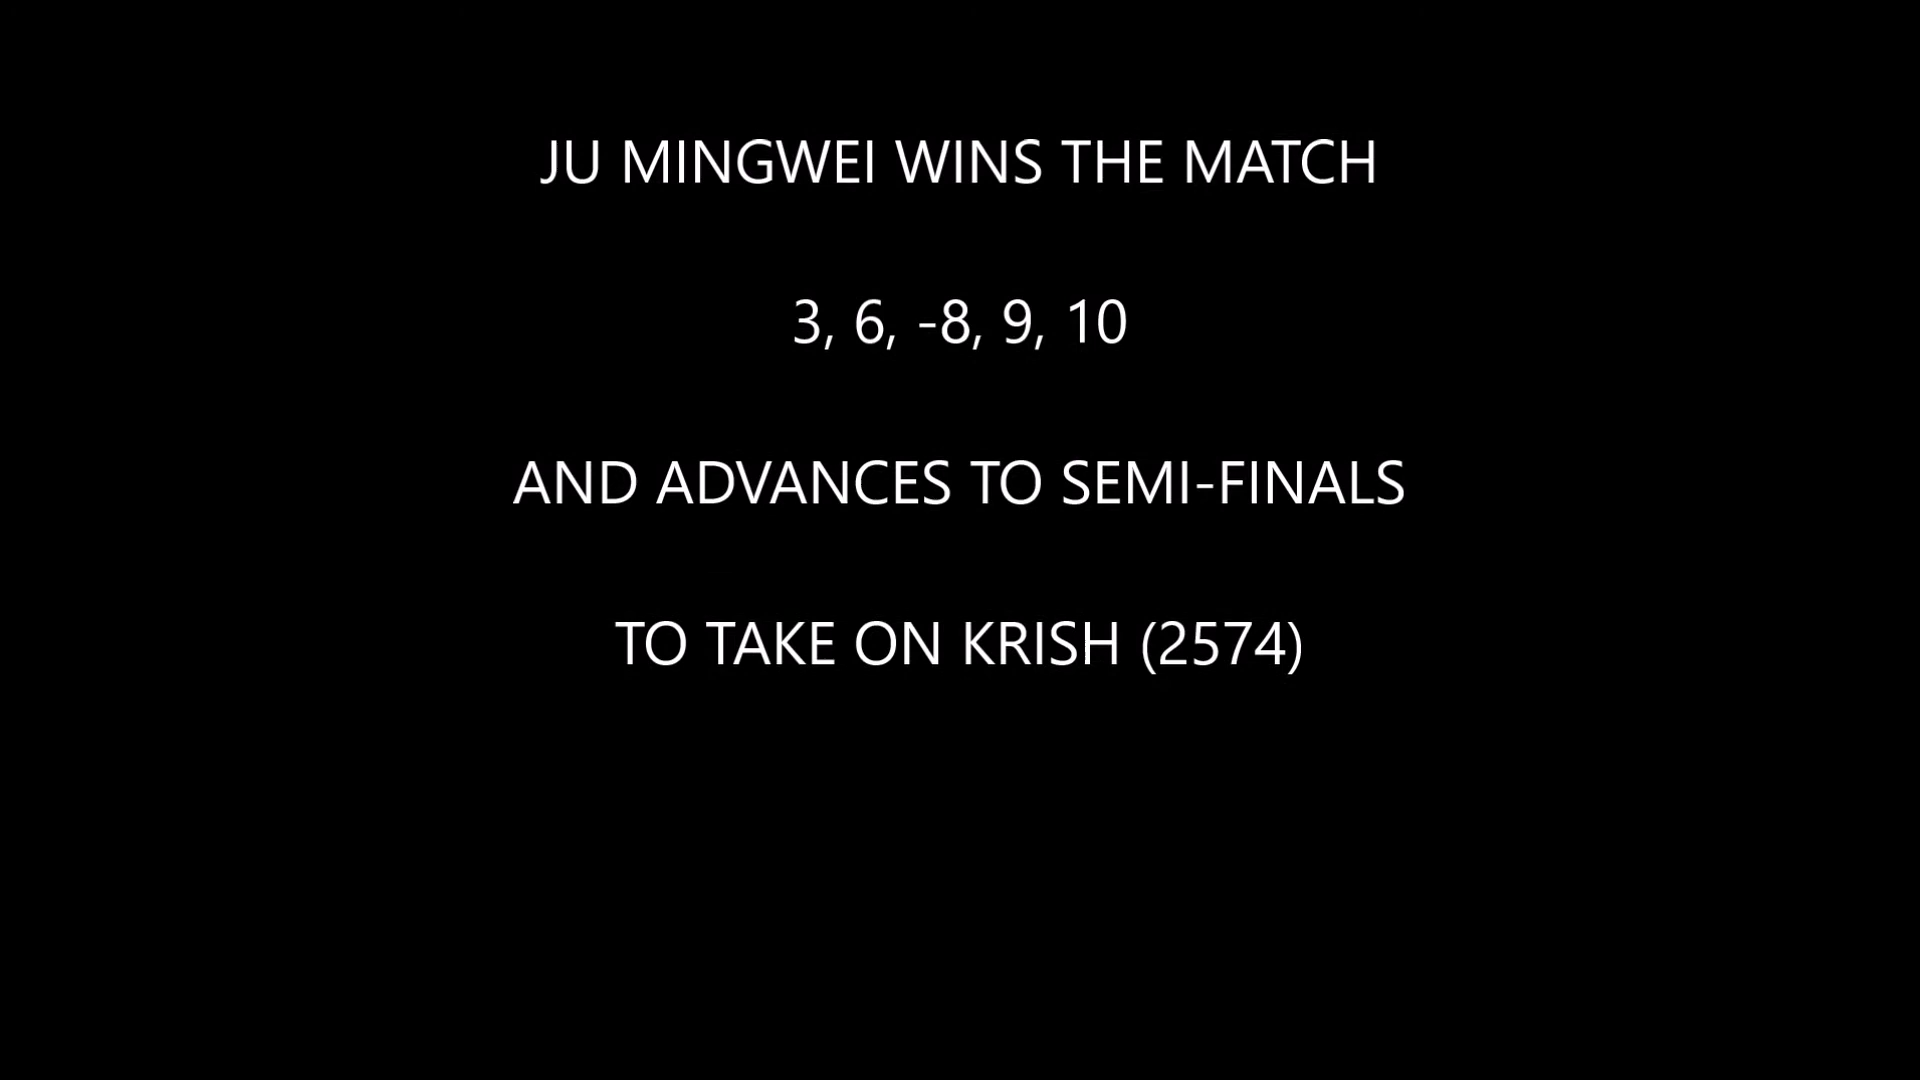 JU MINGWEI WINS THE MATCH
3, 6, -8, 9, 10
AND ADVANCES TO SEMI-FINALS
TO TAKE ON KRISH (2574)